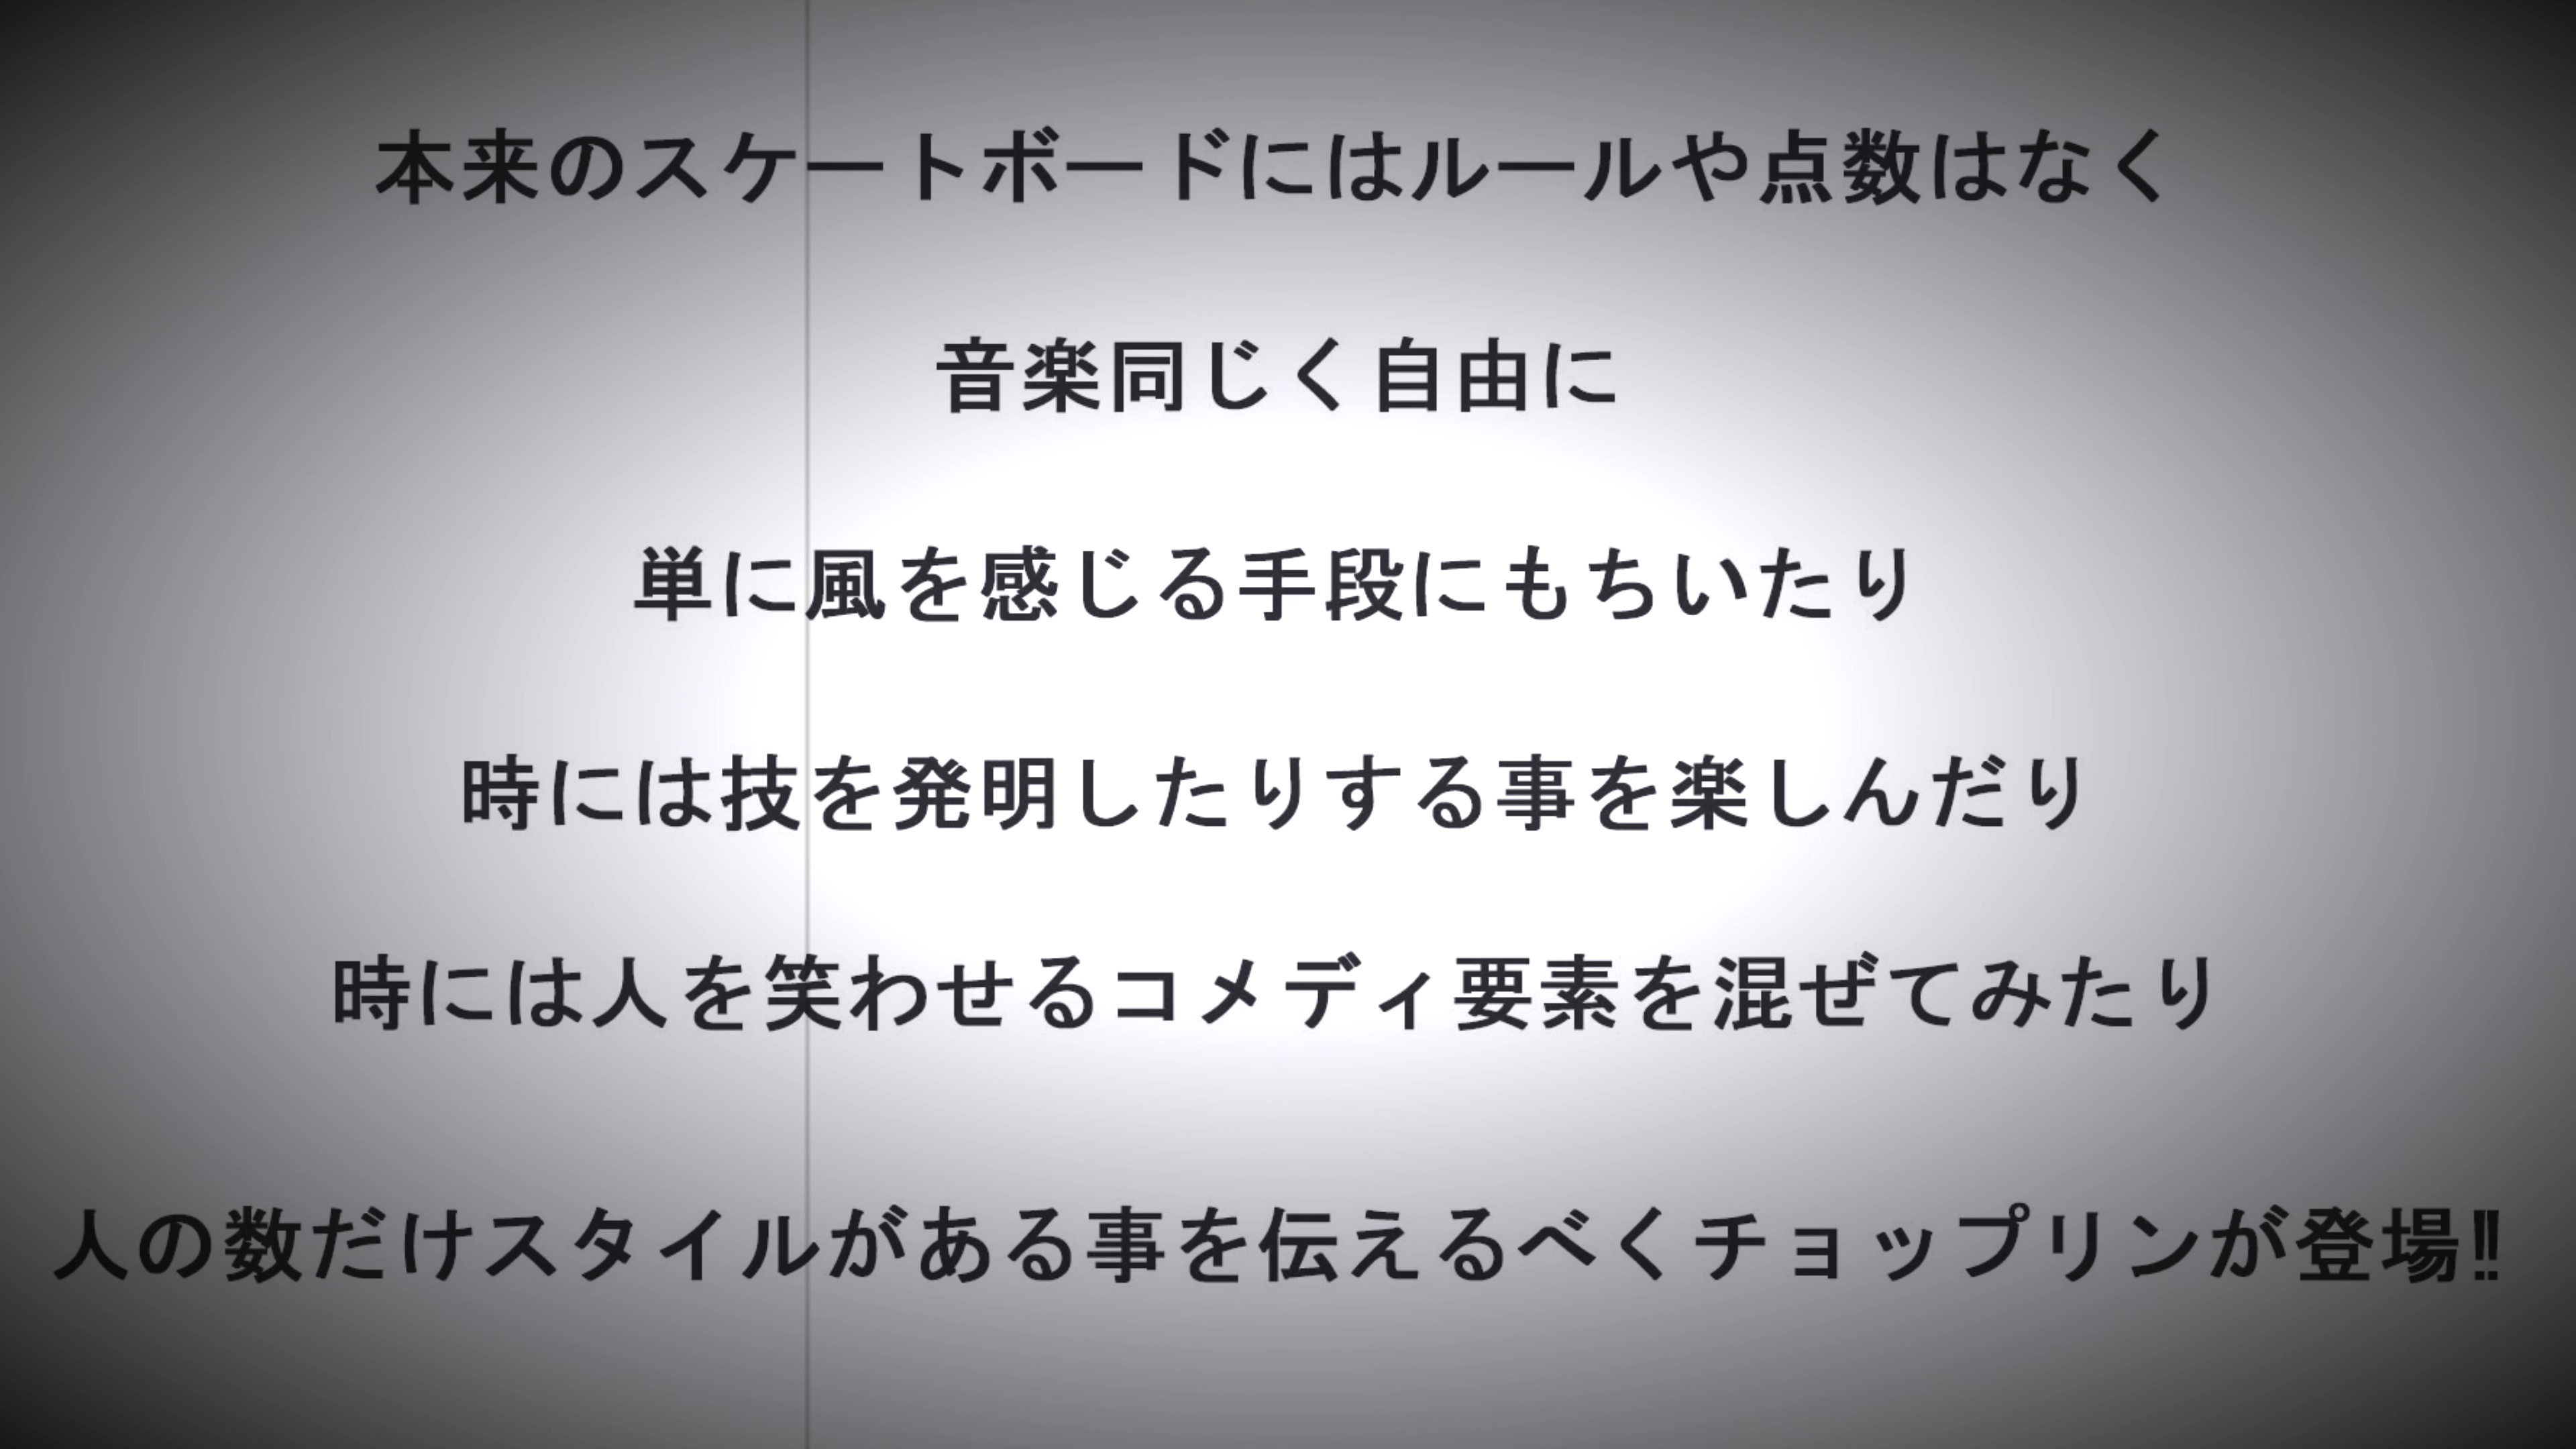 本来のスケートボードにはルールや点数はなく
音楽同じく自由に
単に風を感じる手段にもちいたり
時には技を発明したりする事を楽しんだり
時には人を笑わせるコメディ要素を混ぜてみたり
人の数だけスタイルがある事を伝えるべくチョップリンが登場‼